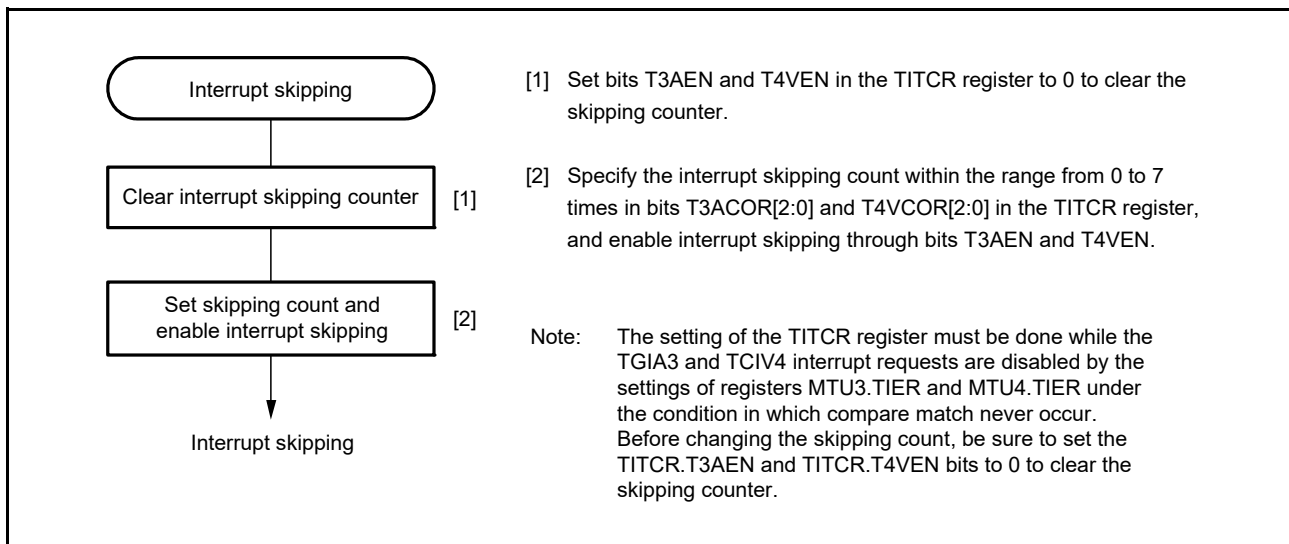 Interrupt skipping
Clear interrupt skipping counter
[1]
Set skipping count and
enable interrupt skipping
[2]
Interrupt skipping
[1] Set bits T3AEN and T4VEN in the TITCR register to 0 to clear the
skipping counter.
[2] Specify the interrupt skipping count within the range from 0 to 7
times in bits T3ACOR[2:0] and T4VCOR[2:0] in the TITCR register,
and enable interrupt skipping through bits T3AEN and T4VEN.
Note: The setting of the TITCR register must be done while the
TGIA3 and TCIV4 interrupt requests are disabled by the
settings of registers MTU3.TIER and MTU4.TIER under
the condition in which compare match never occur.
Before changing the skipping count, be sure to set the
TITCR.T3AEN and TITCR.T4VEN bits to 0 to clear the
skipping counter.